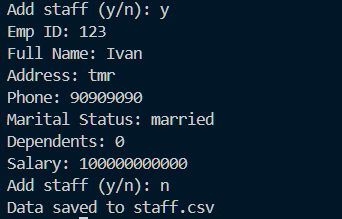 Add staff (y/n): y
Emp ID: 123
Full Name: Ivan
Address: tmr
Phone: 90909090
Marital Status: married
Dependents: 0
Salary: 100000000000
Add staff (y/n): n
Data saved to staff.csv